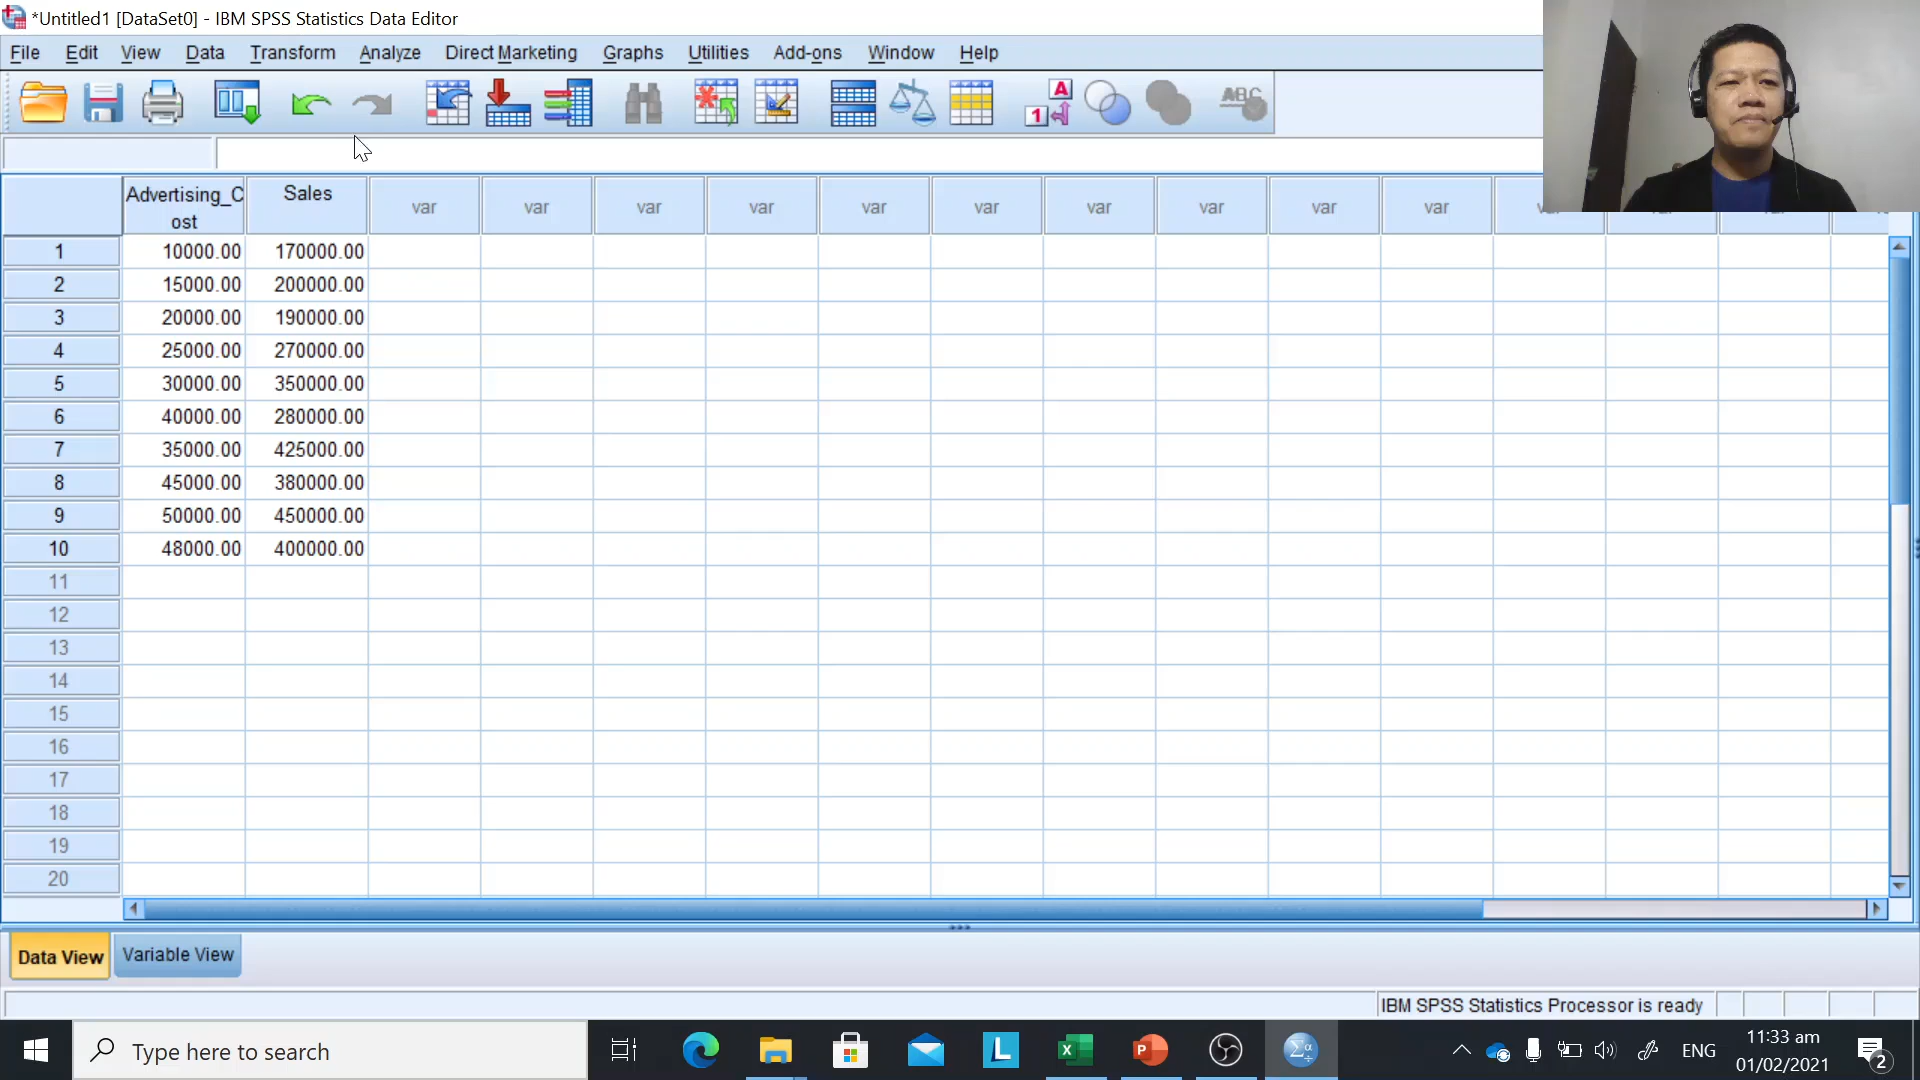 *Untitled1 [DataSet0] - IBM SPSS Statistics Data Editor
File Edit View Data Transform Analyze Direct Marketing Graphs Utilities Add-ons Window Help
A
1
ABC
Advertising_C
ost
Sales var var var var var var var var var var
1 10000.00 170000.00
2 15000.00 200000.00
3 20000.00 190000.00
4 25000.00 270000.00
5 30000.00 350000.00
6 40000.00 280000.00
7 35000.00 425000.00
8 45000.00 380000.00
9 50000.00 450000.00
10 48000.00 400000.00
11
12
13
14
15
16
17
18
19
20
Data View Variable View
IBM SPSS Statistics Processor is ready
Type here to search
L
X
P
Σα
ENG
11:33 am
01/02/2021
2